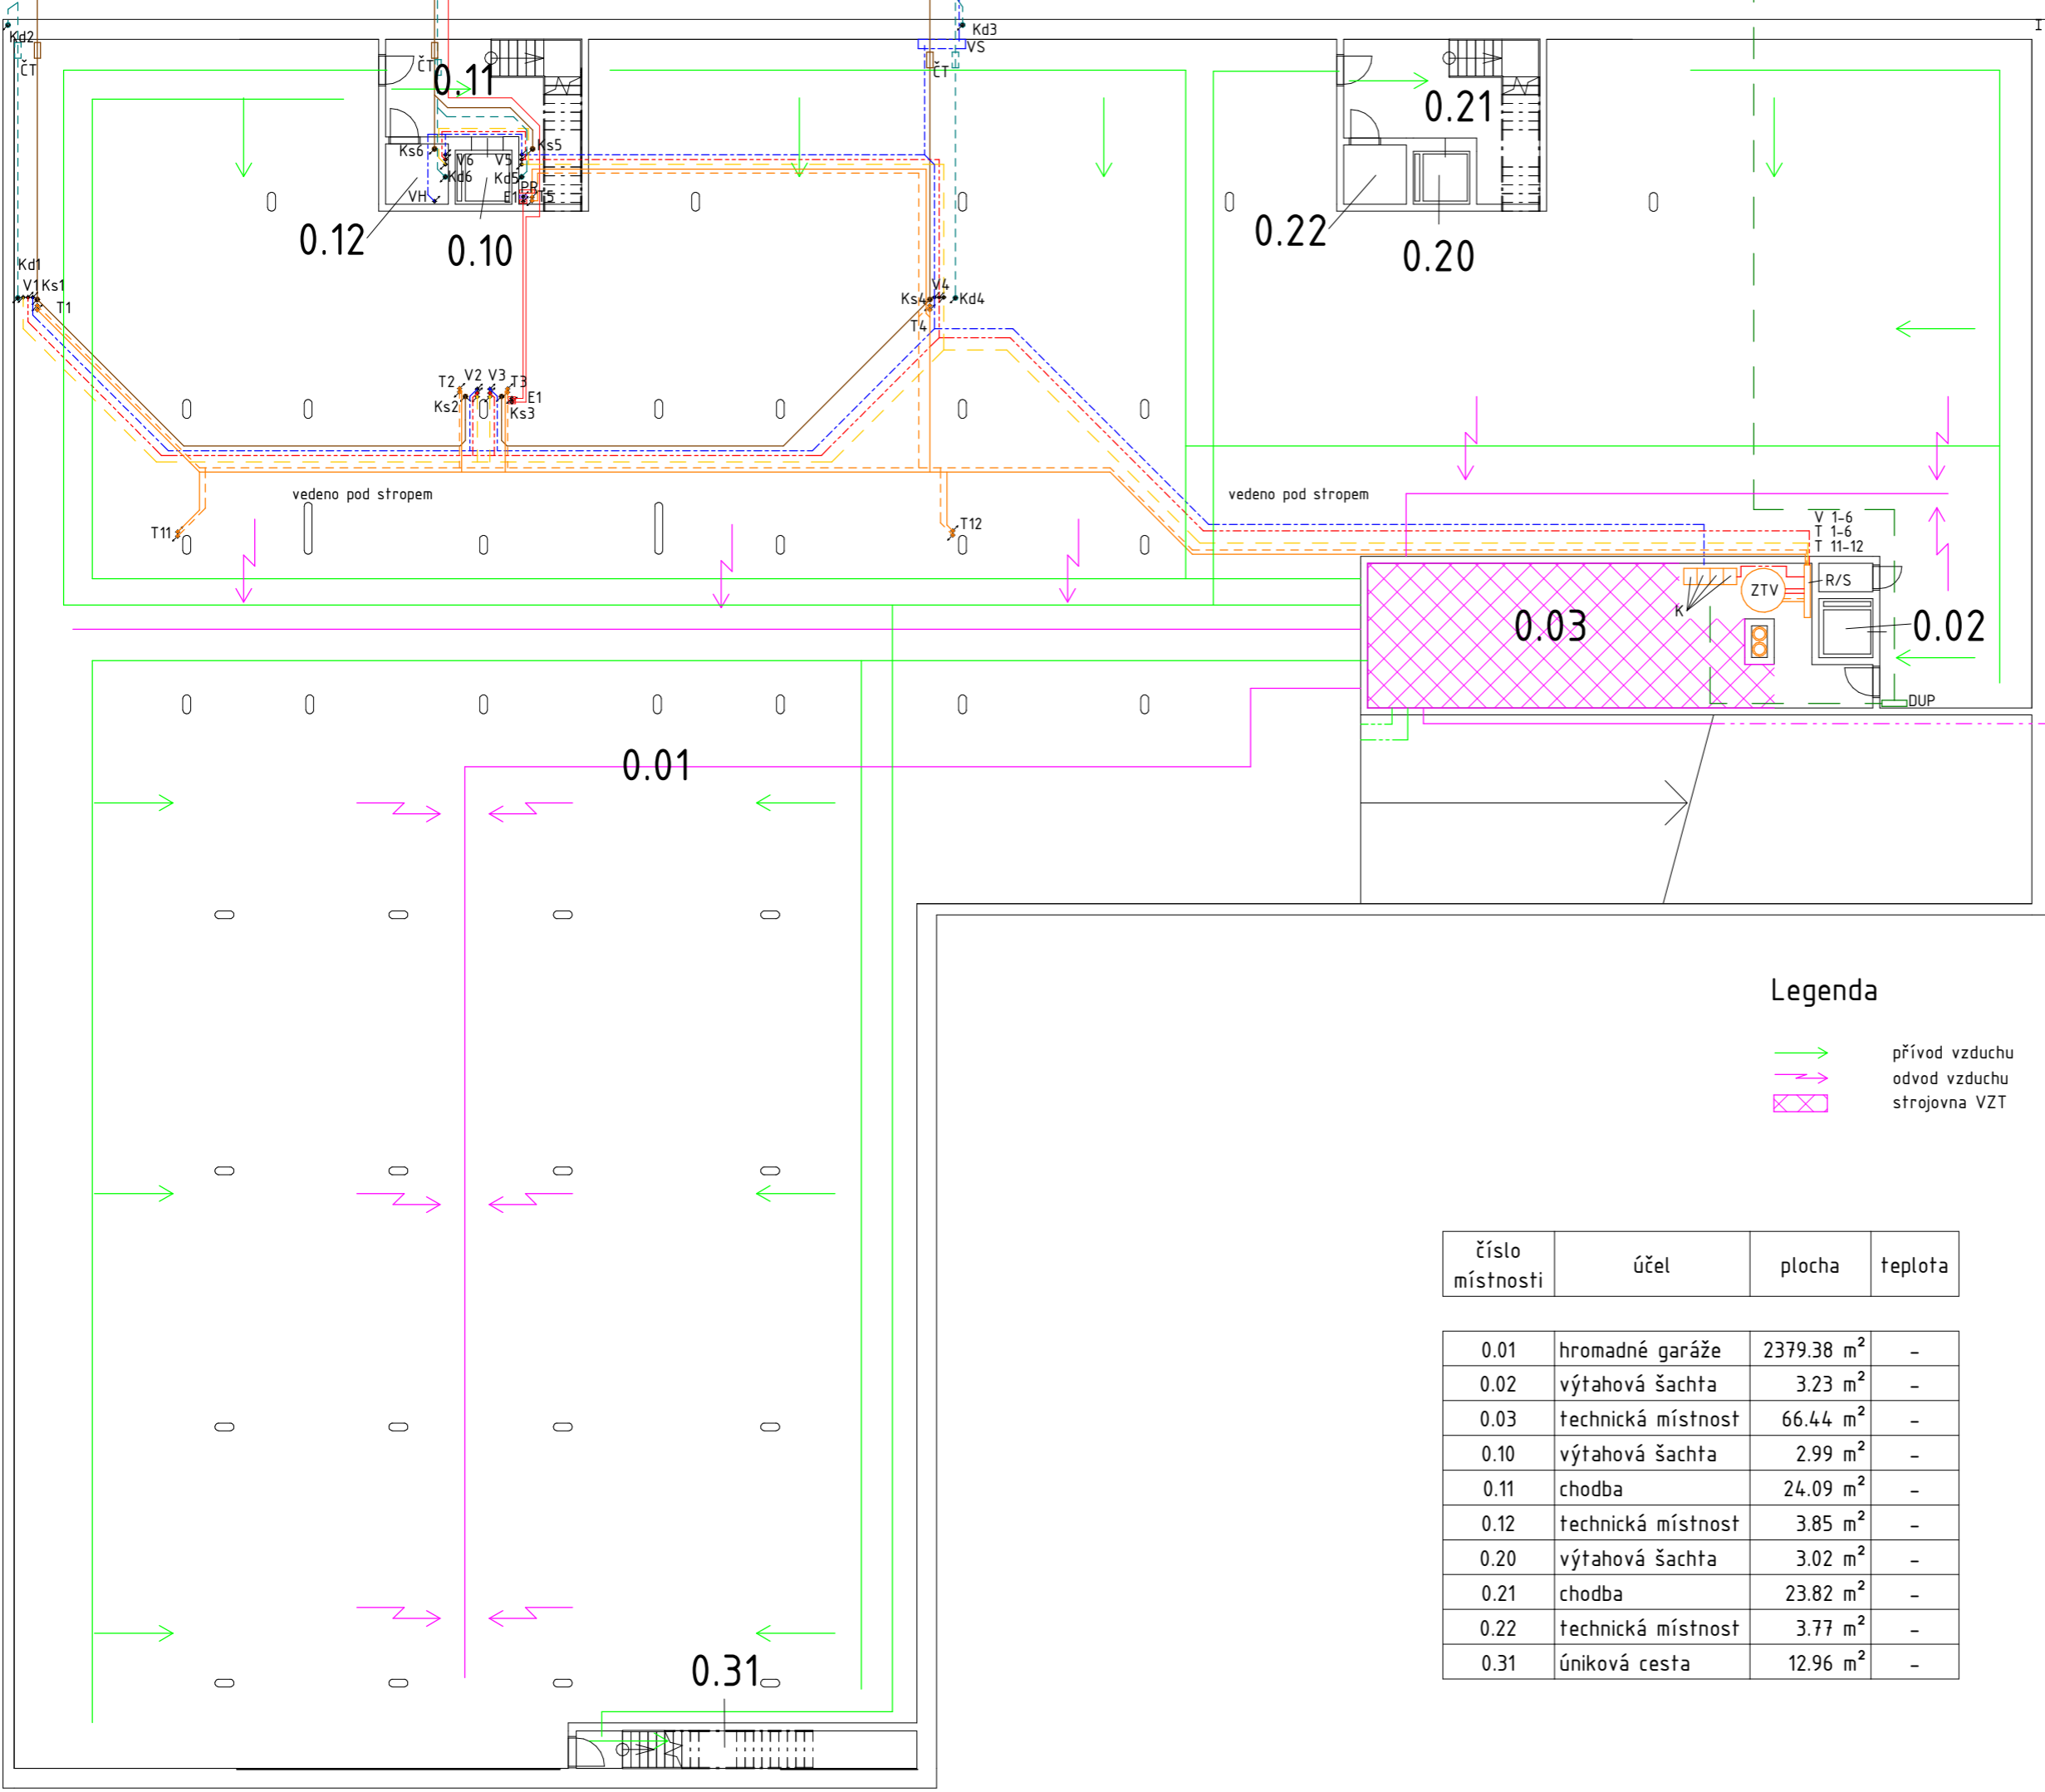 Kd2
ČT
ČT
0.11
Kd3
VS
ČT
0.21
I
Ks6
V6
V5
Ks5
Kd6
Kd5
PR
VH
E1
T5
0.12
0.10
0.22
0.20
Kd1
V1
Ks1
T1
Ks4
V4
Kd4
T4
T2
V2
V3
T3
Ks2
E1
Ks3
vedeno pod stropem
vedeno pod stropem
T11
T12
V 1-6
T 1-6
T 11-12
R/S
ZTV
K
0.03
0.02
DUP
0.01
0.31
Legenda
přívod vzduchu
odvod vzduchu
strojovna VZT
číslo místnosti účel plocha teplota
0.01 hromadné garáže 2379.38 m² -
0.02 výtahová šachta 3.23 m² -
0.03 technická místnost 66.44 m² -
0.10 výtahová šachta 2.99 m² -
0.11 chodba 24.09 m² -
0.12 technická místnost 3.85 m² -
0.20 výtahová šachta 3.02 m² -
0.21 chodba 23.82 m² -
0.22 technická místnost 3.77 m² -
0.31 úniková cesta 12.96 m² -